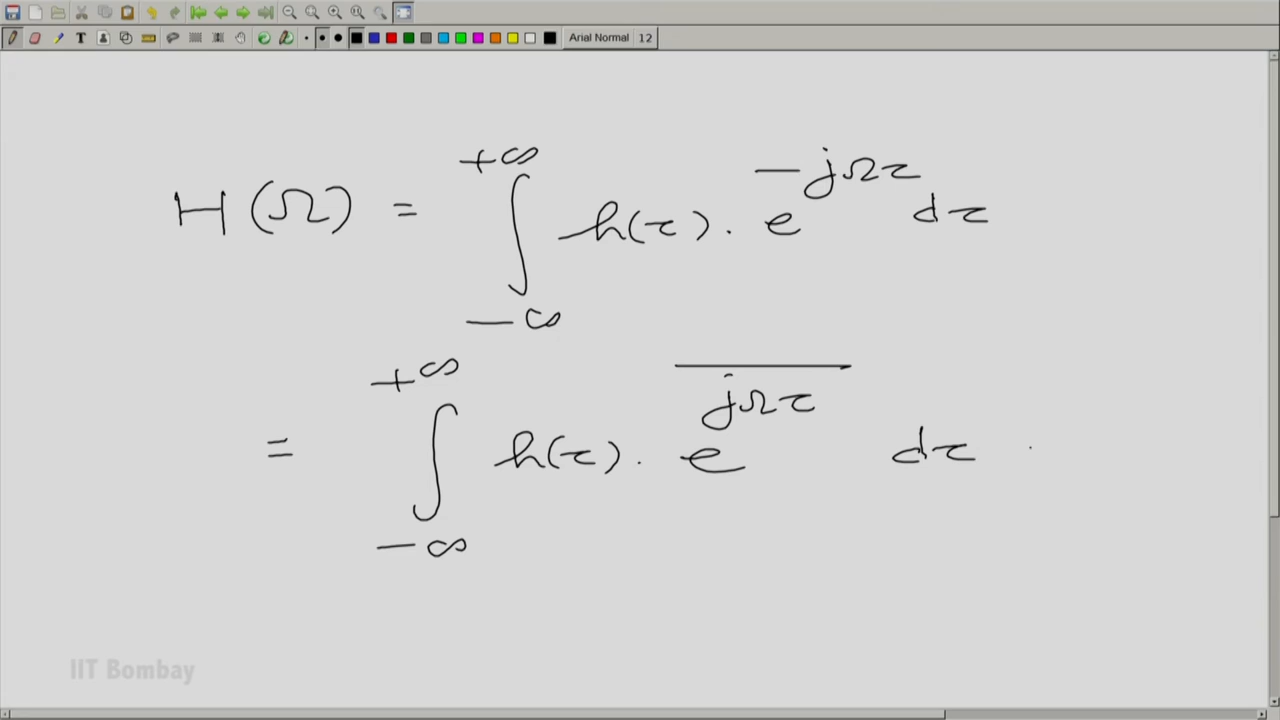 Arial Normal 12
H(Ω) = ∫_{-∞}^{+∞} h(τ) . e^{-jΩτ} dτ
= ∫_{-∞}^{+∞} h(τ) . \overline{e^{jΩτ}} dτ
IIT Bombay